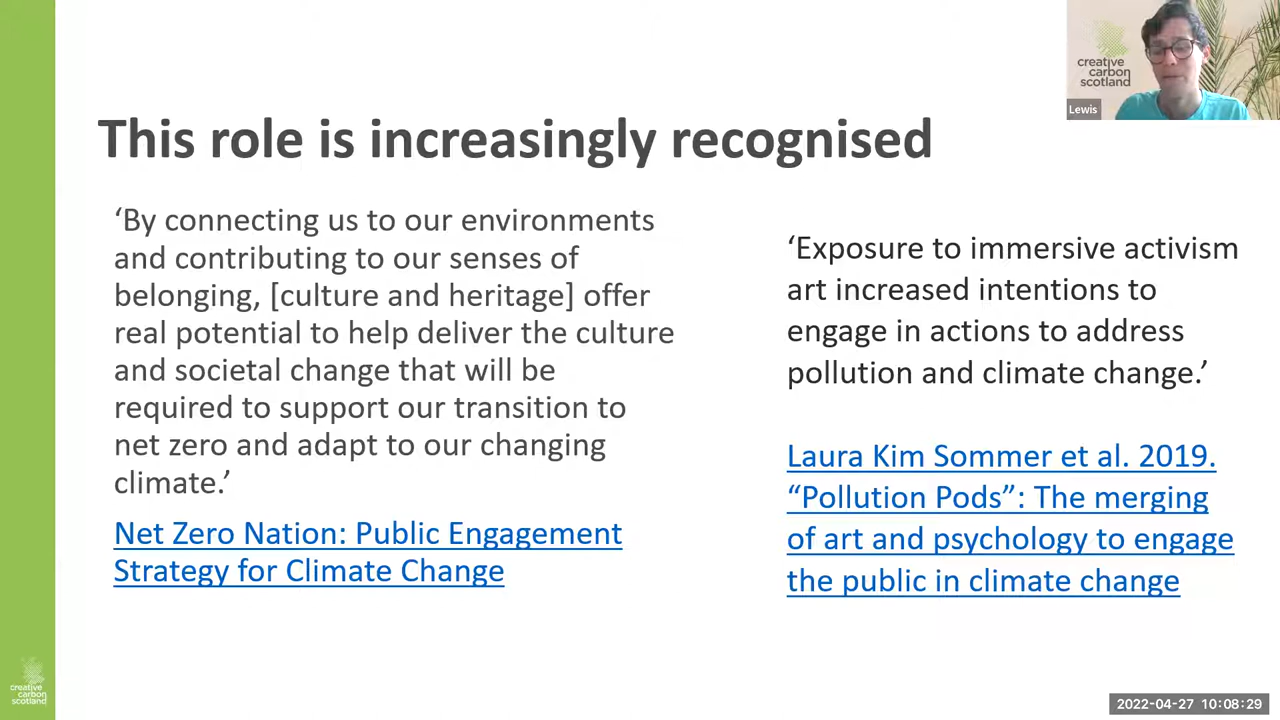 creative
carbon
scotland
Lewis
This role is increasingly recognised
‘By connecting us to our environments
and contributing to our senses of
belonging, [culture and heritage] offer
real potential to help deliver the culture
and societal change that will be
required to support our transition to
net zero and adapt to our changing
climate.’
Net Zero Nation: Public Engagement
Strategy for Climate Change
‘Exposure to immersive activism
art increased intentions to
engage in actions to address
pollution and climate change.’
Laura Kim Sommer et al. 2019.
“Pollution Pods”: The merging
of art and psychology to engage
the public in climate change
creative
carbon
scotland
2022-04-27 10:08:29